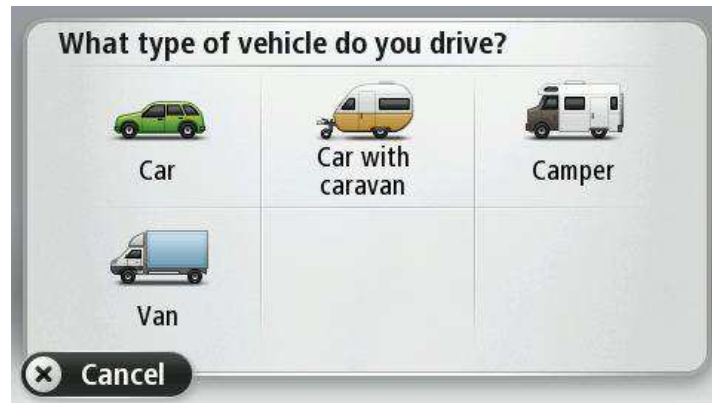 What type of vehicle do you drive?
Car
Car with
caravan
Camper
Van
Cancel